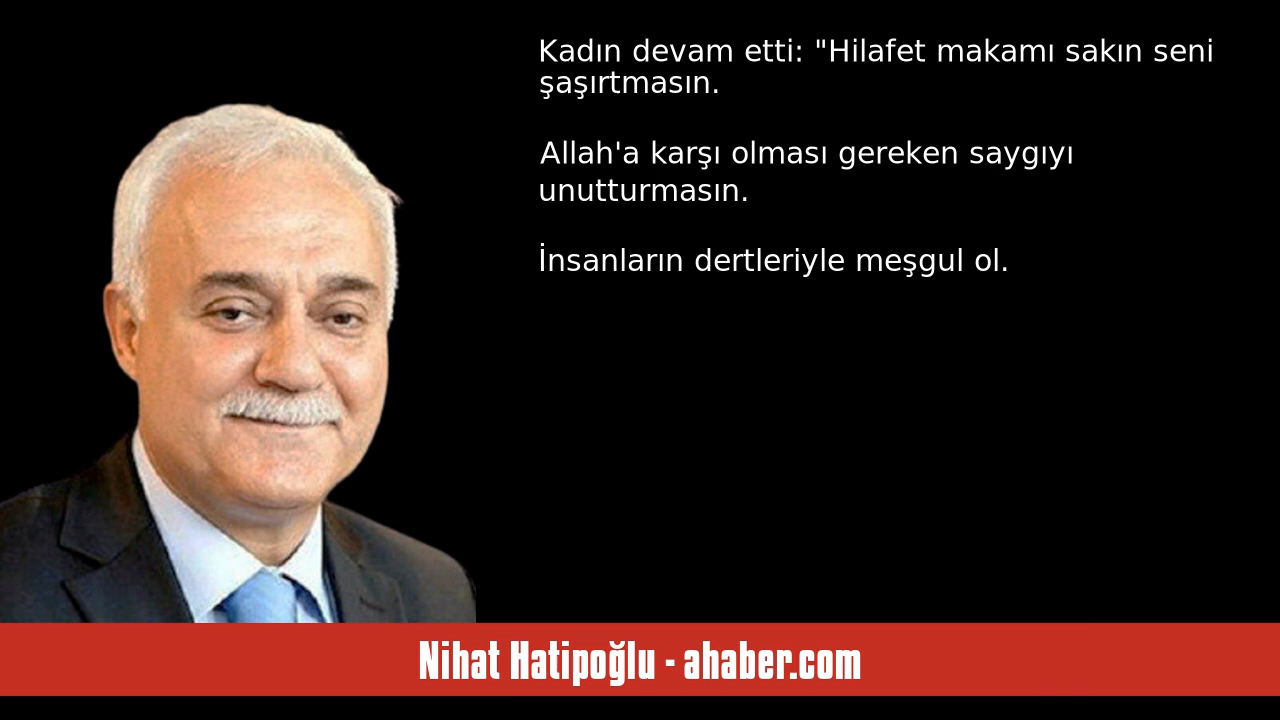 Kadın devam etti: "Hilafet makamı sakın seni
şaşırtmasın.
Allah'a karşı olması gereken saygıyı
unutturmasın.
İnsanların dertleriyle meşgul ol.
Nihat Hatipoğlu - ahaber.com